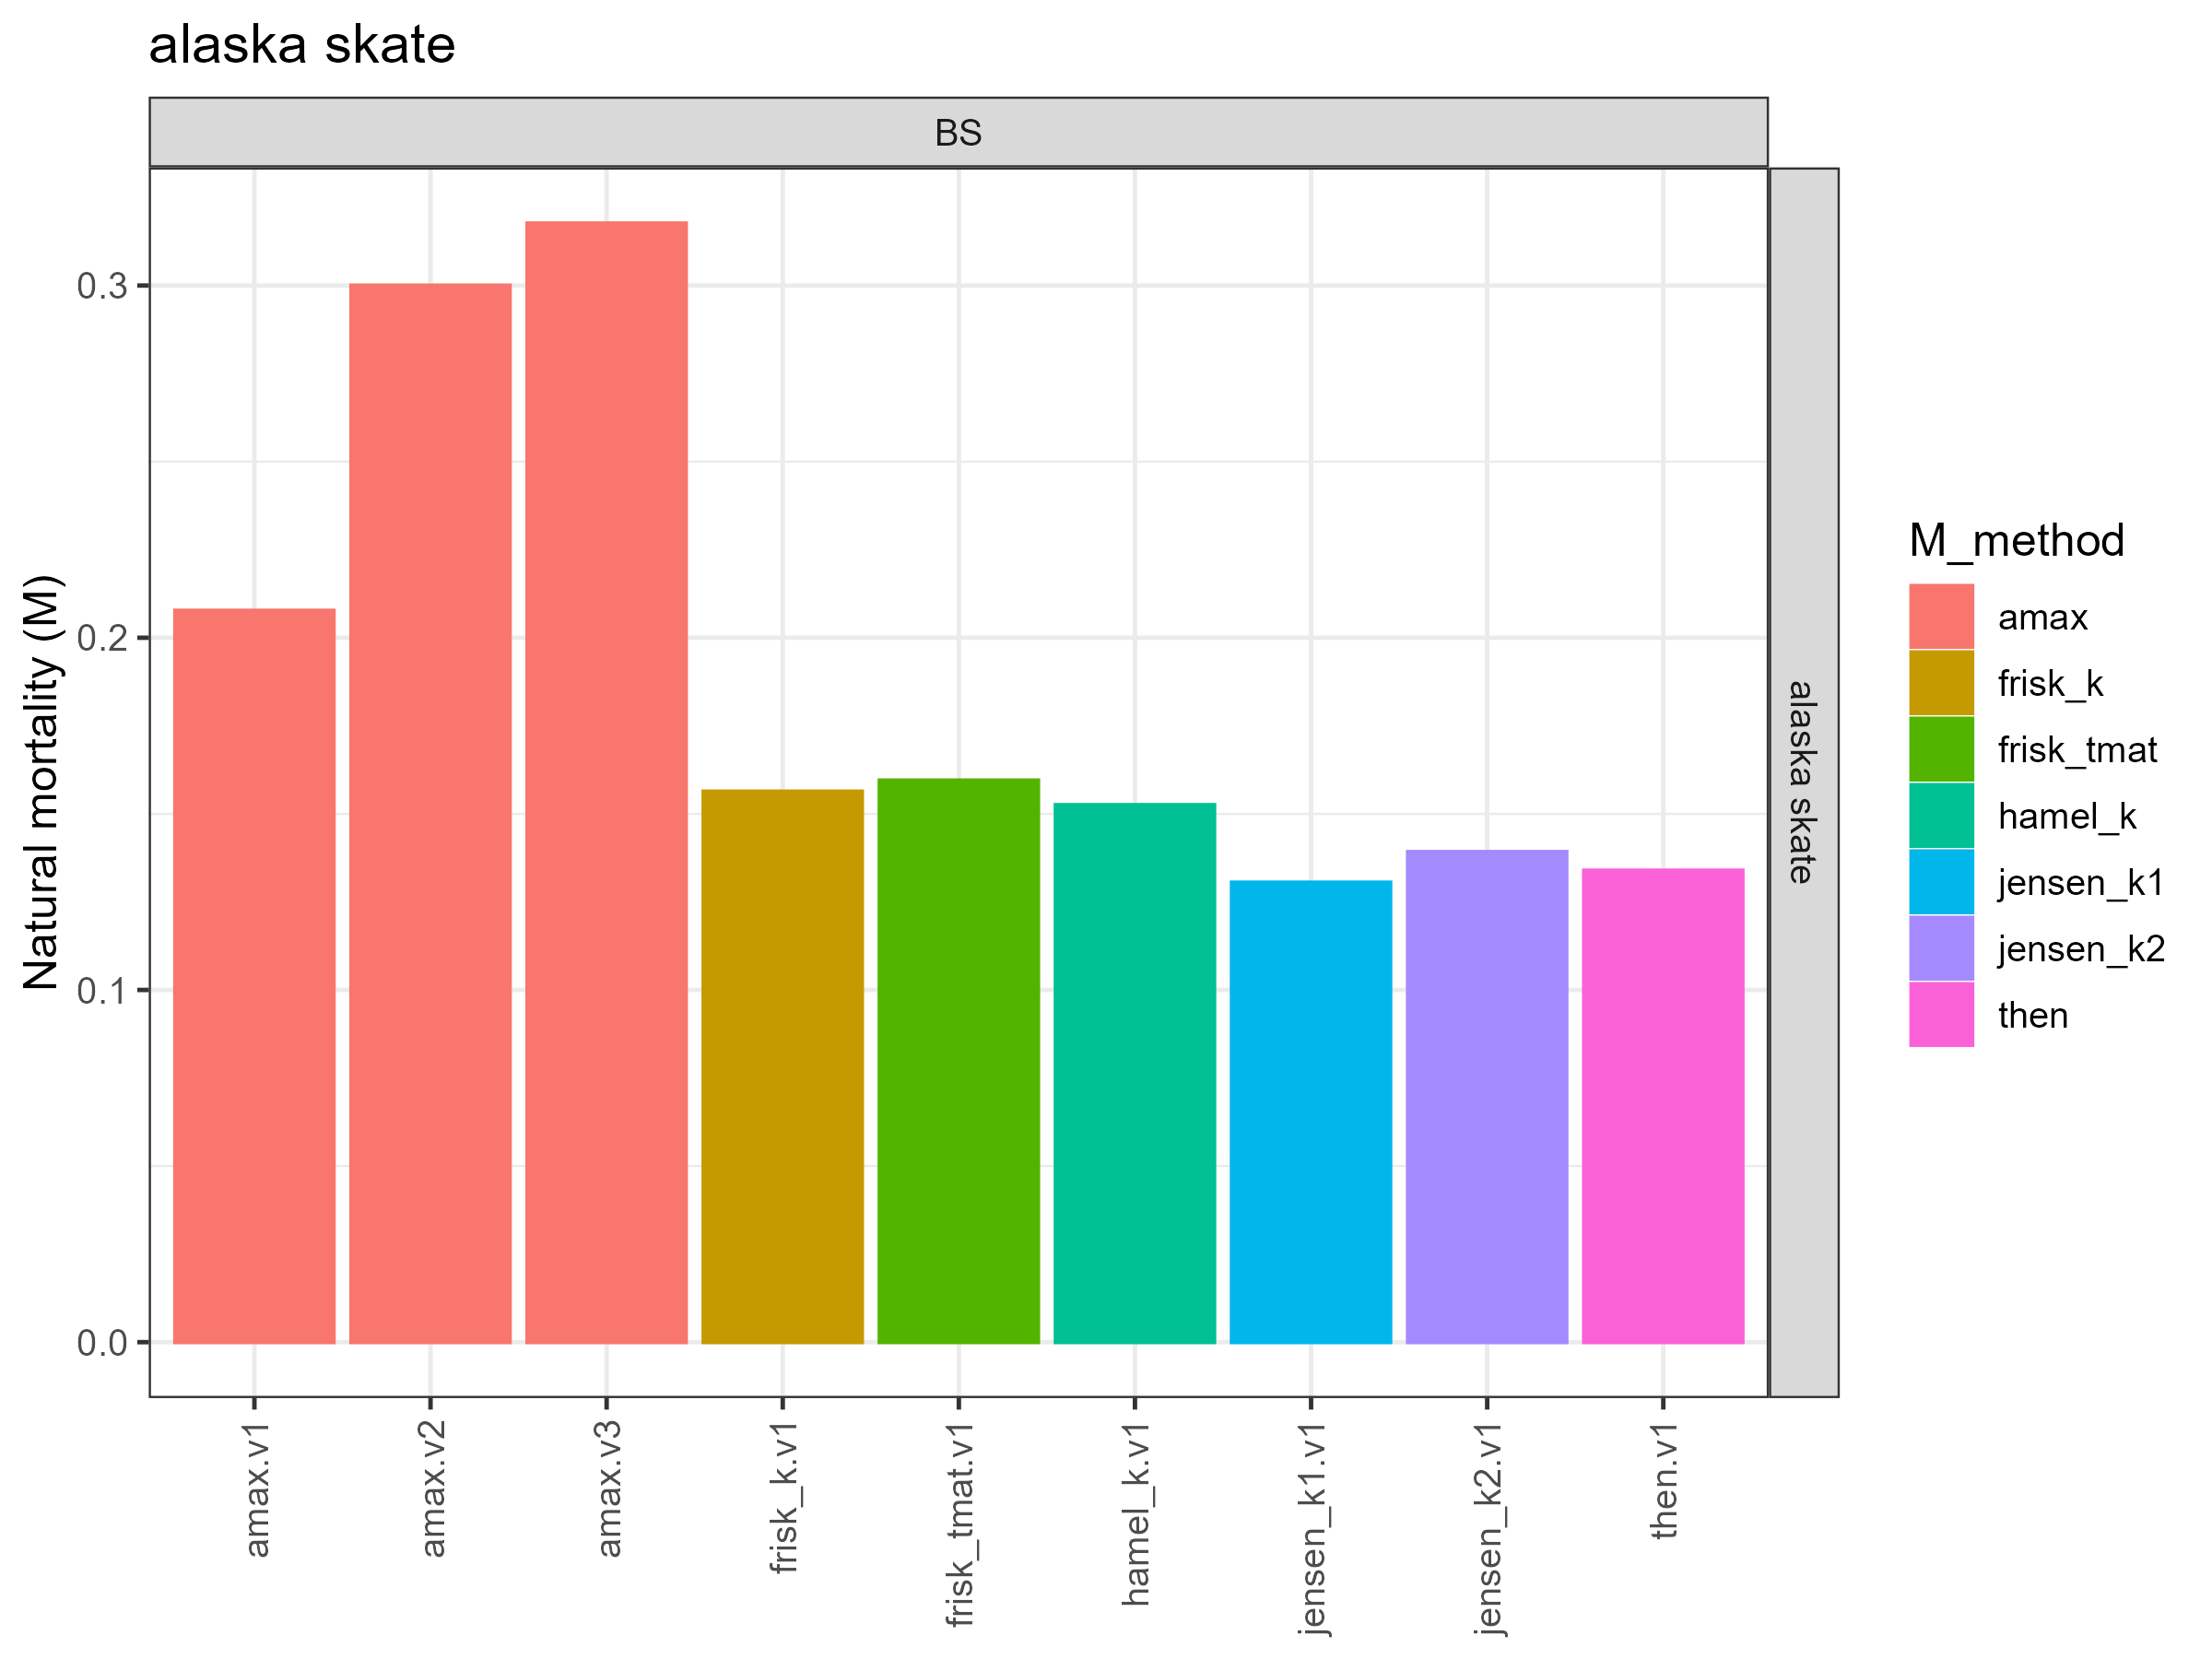 alaska skate
BS
alaska skate
Natural mortality (M)
0.3
0.2
0.1
0.0
amax.v1
amax.v2
amax.v3
frisk_k.v1
frisk_tmat.v1
hamel_k.v1
jensen_k1.v1
jensen_k2.v1
then.v1
M_method
amax
frisk_k
frisk_tmat
hamel_k
jensen_k1
jensen_k2
then